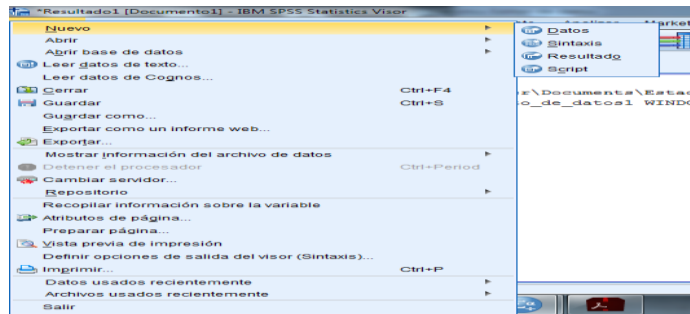 *Resultado1 [Documento1] - IBM SPSS Statistics Visor
Nuevo
Datos
Sintaxis
Resultado
Script
Abrir
Abrir base de datos
Leer datos de texto...
Leer datos de Cognos...
Cerrar Ctrl+F4
Guardar Ctrl+S
Guardar como...
Exportar como un informe web...
Exportar...
Mostrar información del archivo de datos
Detener el procesador Ctrl+Period
Cambiar servidor...
Repositorio
Recopilar información sobre la variable
Atributos de página...
Preparar página...
Vista previa de impresión
Definir opciones de salida del visor (Sintaxis)...
Imprimir... Ctrl+P
Datos usados recientemente
Archivos usados recientemente
Salir
r\Documents\Estad
o_de_datos1 WINDO